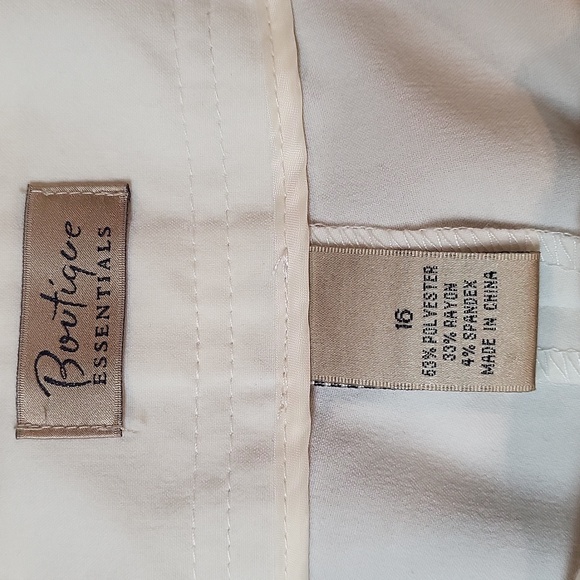 Boutique
ESSENTIALS
16
63% POLYESTER
33% RAYON
4% SPANDEX
MADE IN CHINA